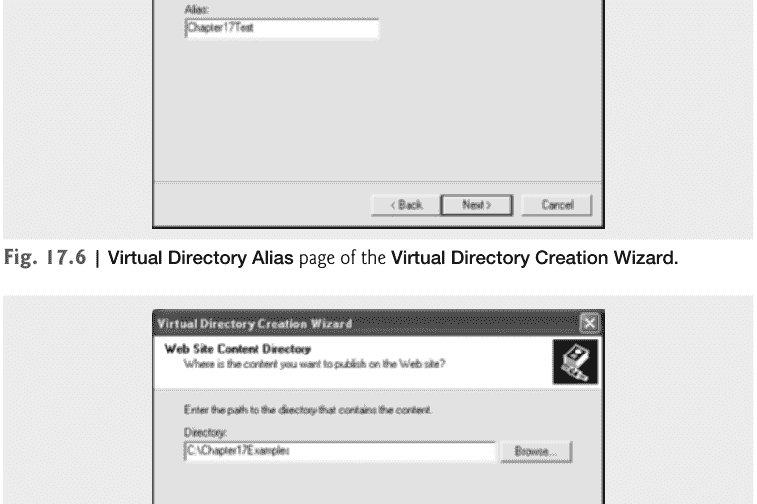 Alias:
Chapter17Test
< Back Next > Cancel
Fig. 17.6 | Virtual Directory Alias page of the Virtual Directory Creation Wizard.
Virtual Directory Creation Wizard
Web Site Content Directory
Where is the content you want to publish on the Web site?
Enter the path to the directory that contains the content.
Directory:
C:\Chapter17Examples Browse...